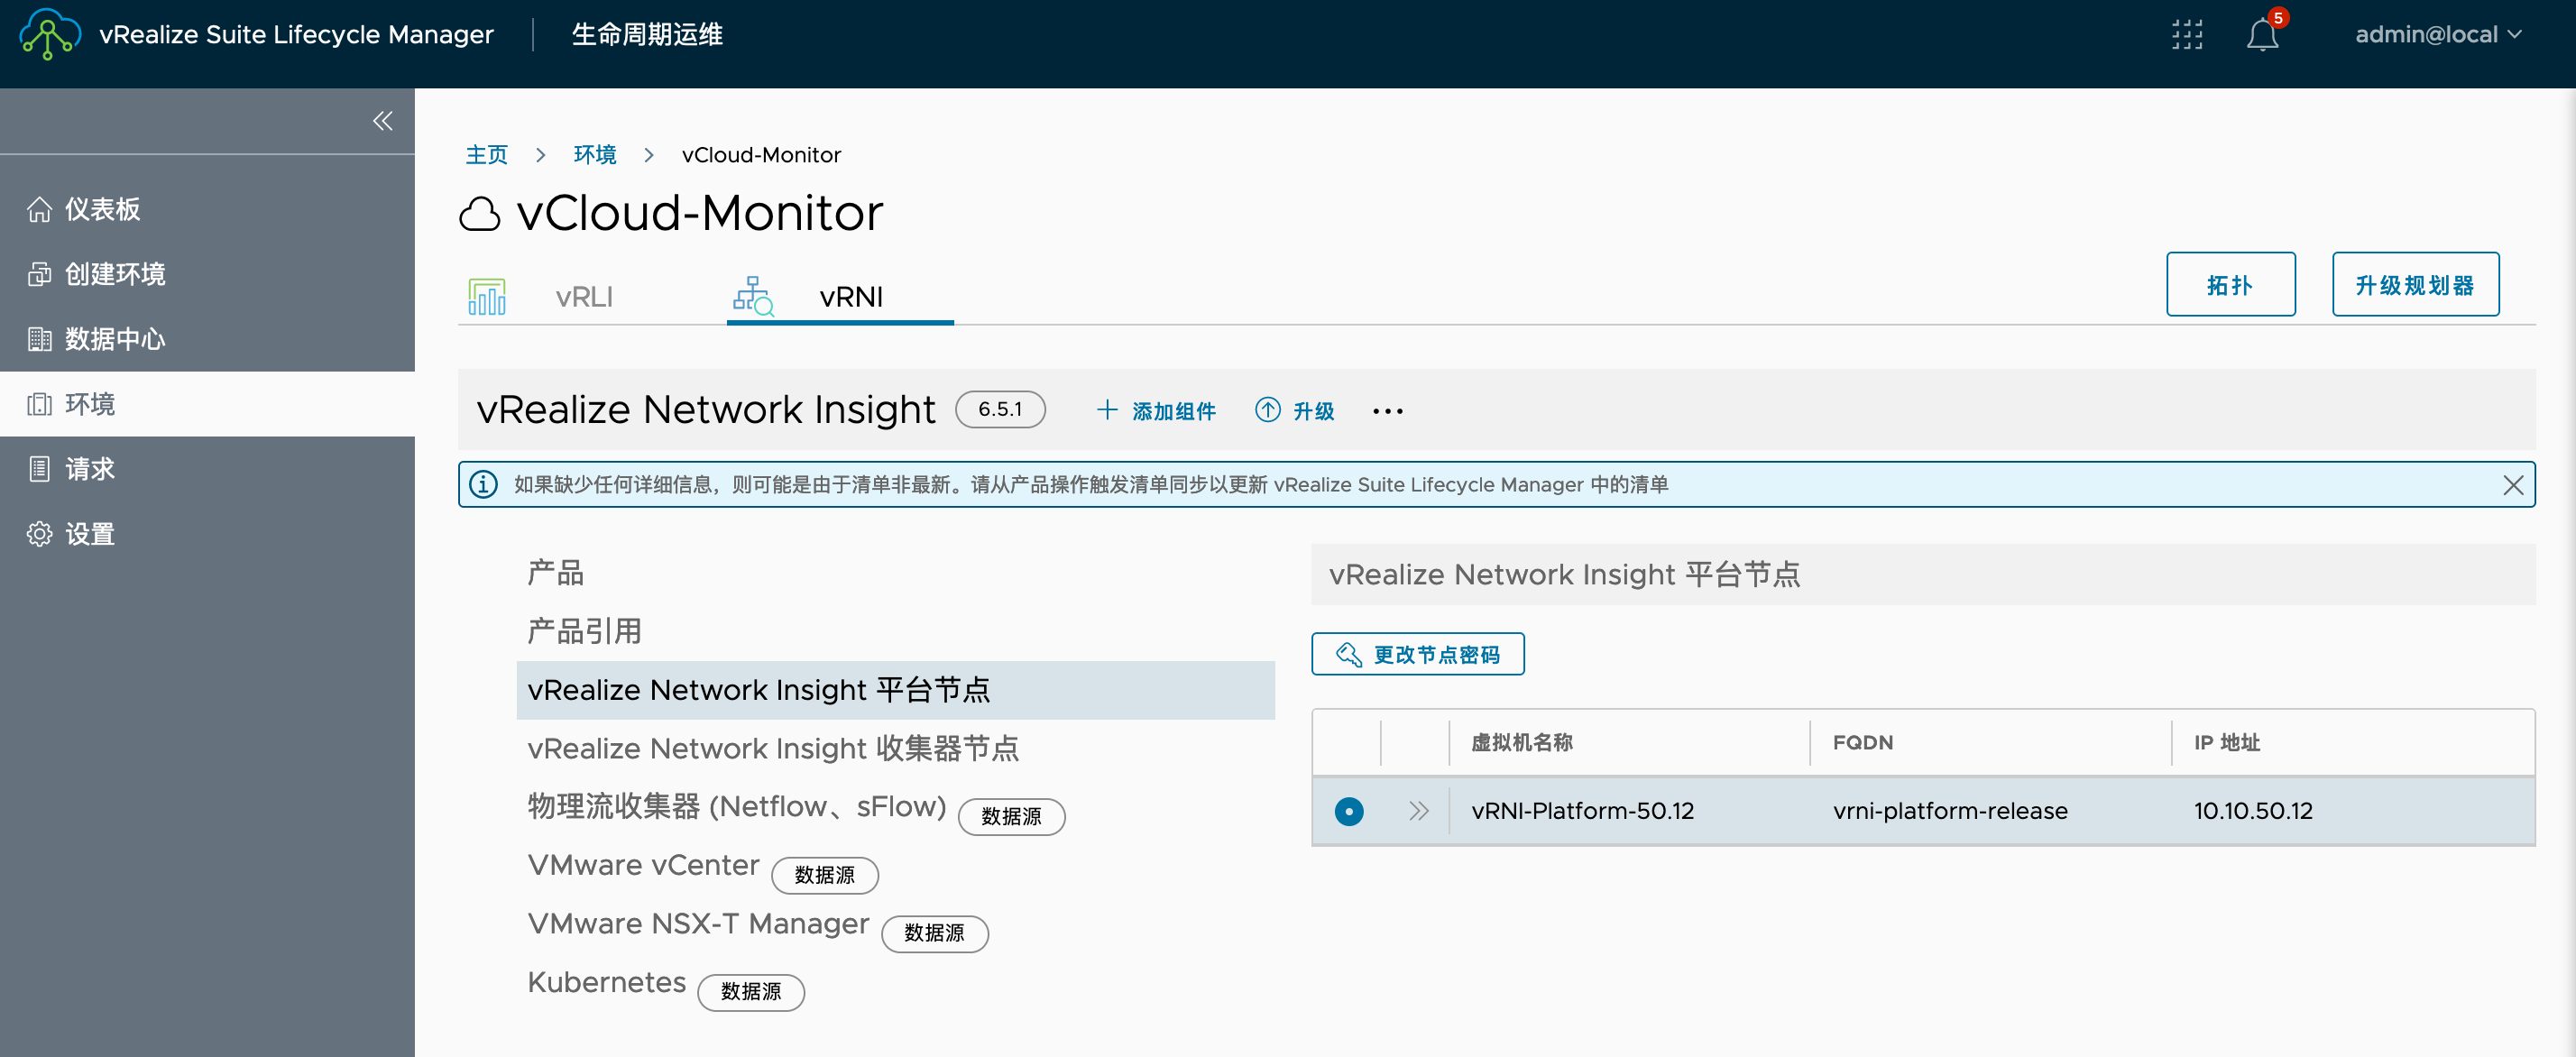 vRealize Suite Lifecycle Manager
生命周期运维
5
admin@local
仪表板
创建环境
数据中心
环境
请求
设置
主页 > 环境 > vCloud-Monitor
vCloud-Monitor
vRLI
vRNI
拓扑
升级规划器
vRealize Network Insight 6.5.1
添加组件
升级
如果缺少任何详细信息，则可能是由于清单非最新。请从产品操作触发清单同步以更新 vRealize Suite Lifecycle Manager 中的清单
产品
产品引用
vRealize Network Insight 平台节点
vRealize Network Insight 收集器节点
物理流收集器 (Netflow、sFlow) 数据源
VMware vCenter 数据源
VMware NSX-T Manager 数据源
Kubernetes 数据源
vRealize Network Insight 平台节点
更改节点密码
虚拟机名称 FQDN IP 地址
vRNI-Platform-50.12 vrni-platform-release 10.10.50.12